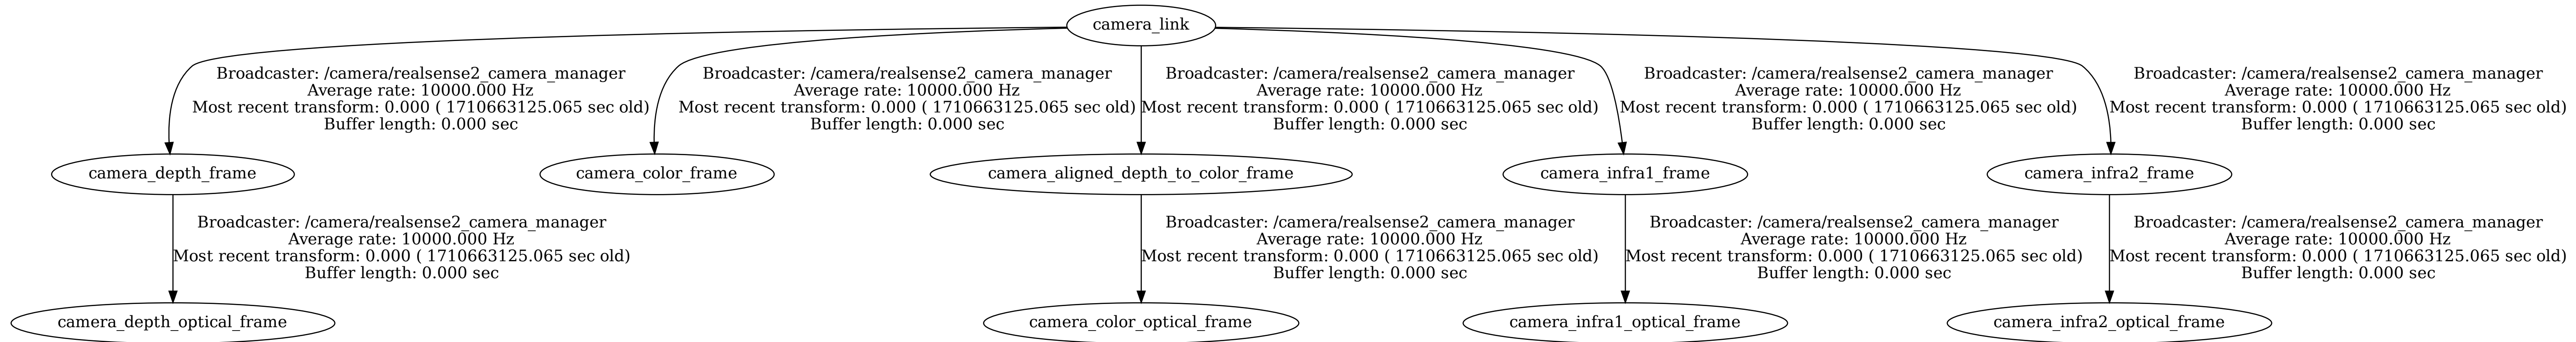 camera_link
Broadcaster: /camera/realsense2_camera_manager
Average rate: 10000.000 Hz
Most recent transform: 0.000 ( 1710663125.065 sec old)
Buffer length: 0.000 sec
Broadcaster: /camera/realsense2_camera_manager
Average rate: 10000.000 Hz
Most recent transform: 0.000 ( 1710663125.065 sec old)
Buffer length: 0.000 sec
Broadcaster: /camera/realsense2_camera_manager
Average rate: 10000.000 Hz
Most recent transform: 0.000 ( 1710663125.065 sec old)
Buffer length: 0.000 sec
Broadcaster: /camera/realsense2_camera_manager
Average rate: 10000.000 Hz
Most recent transform: 0.000 ( 1710663125.065 sec old)
Buffer length: 0.000 sec
Broadcaster: /camera/realsense2_camera_manager
Average rate: 10000.000 Hz
Most recent transform: 0.000 ( 1710663125.065 sec old)
Buffer length: 0.000 sec
camera_depth_frame
camera_color_frame
camera_aligned_depth_to_color_frame
camera_infra1_frame
camera_infra2_frame
Broadcaster: /camera/realsense2_camera_manager
Average rate: 10000.000 Hz
Most recent transform: 0.000 ( 1710663125.065 sec old)
Buffer length: 0.000 sec
Broadcaster: /camera/realsense2_camera_manager
Average rate: 10000.000 Hz
Most recent transform: 0.000 ( 1710663125.065 sec old)
Buffer length: 0.000 sec
Broadcaster: /camera/realsense2_camera_manager
Average rate: 10000.000 Hz
Most recent transform: 0.000 ( 1710663125.065 sec old)
Buffer length: 0.000 sec
Broadcaster: /camera/realsense2_camera_manager
Average rate: 10000.000 Hz
Most recent transform: 0.000 ( 1710663125.065 sec old)
Buffer length: 0.000 sec
camera_depth_optical_frame
camera_color_optical_frame
camera_infra1_optical_frame
camera_infra2_optical_frame